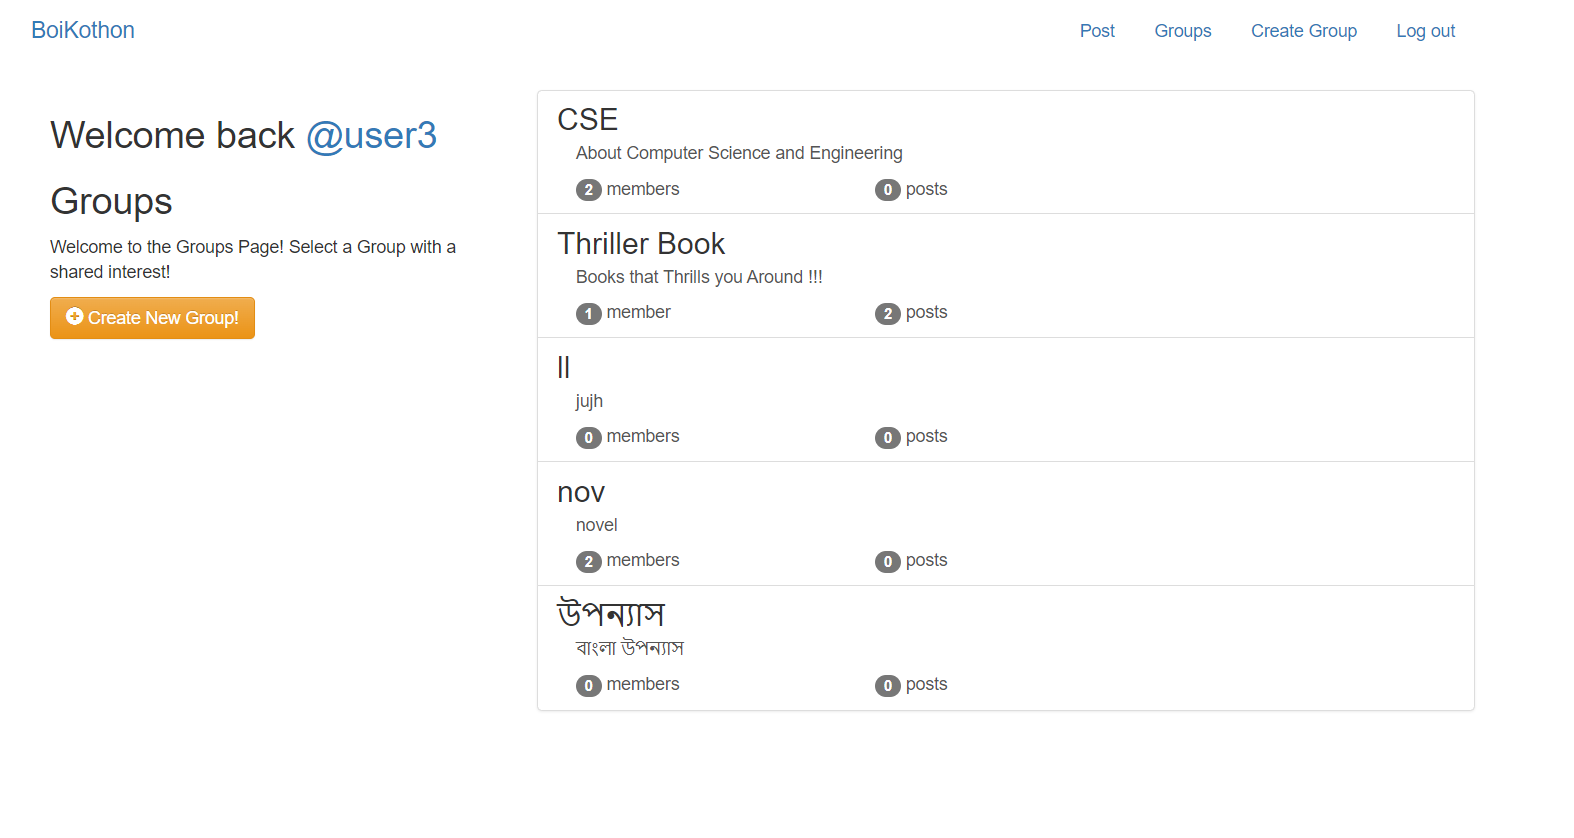 BoiKothon
Post
Groups
Create Group
Log out
Welcome back @user3
Groups
Welcome to the Groups Page! Select a Group with a
shared interest!
Create New Group!
CSE
About Computer Science and Engineering
2 members
0 posts
Thriller Book
Books that Thrills you Around !!!
1 member
2 posts
ll
jujh
0 members
0 posts
nov
novel
2 members
0 posts
উপন্যাস
বাংলা উপন্যাস
0 members
0 posts